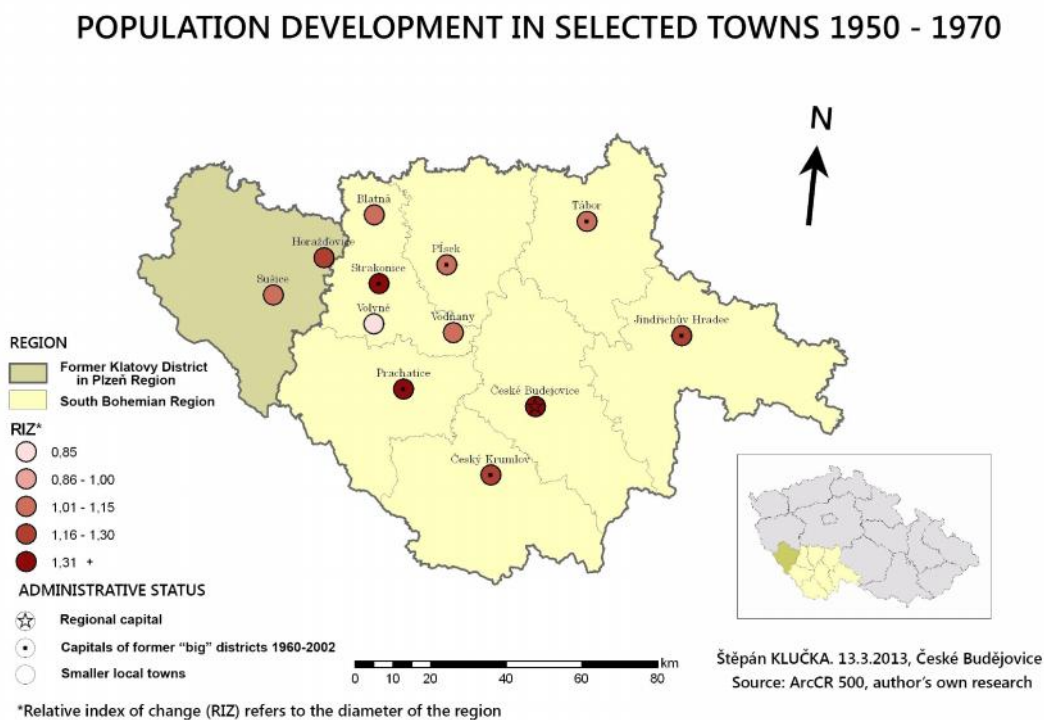 POPULATION DEVELOPMENT IN SELECTED TOWNS 1950 - 1970
N
Blatná
Tábor
Horažďovice
Písek
Strakonice
Sušice
Volyně
Vodňany
Jindřichův Hradec
Prachatice
České Budejovice
Český Krumlov
REGION
Former Klatovy District
in Plzeň Region
South Bohemian Region
RIZ*
0,85
0,86 - 1,00
1,01 - 1,15
1,16 - 1,30
1,31 +
ADMINISTRATIVE STATUS
Regional capital
Capitals of former "big" districts 1960-2002
Smaller local towns
km
0 10 20 40 60 80
Štěpán KLUČKA. 13.3.2013, České Budějovice
Source: ArcCR 500, author's own research
*Relative index of change (RIZ) refers to the diameter of the region